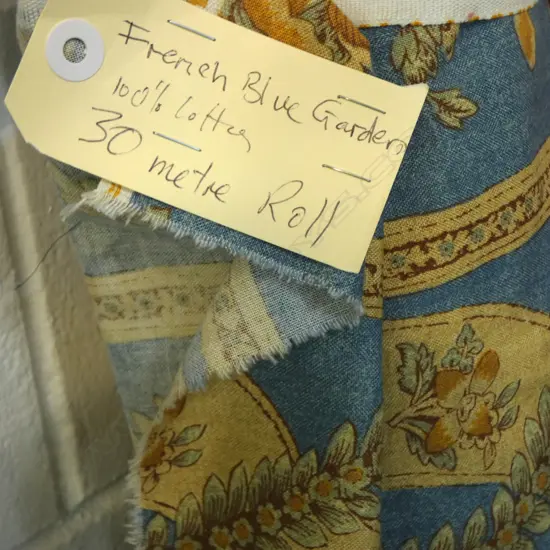 French Blue Garden
100% Cotton
30 metre Roll